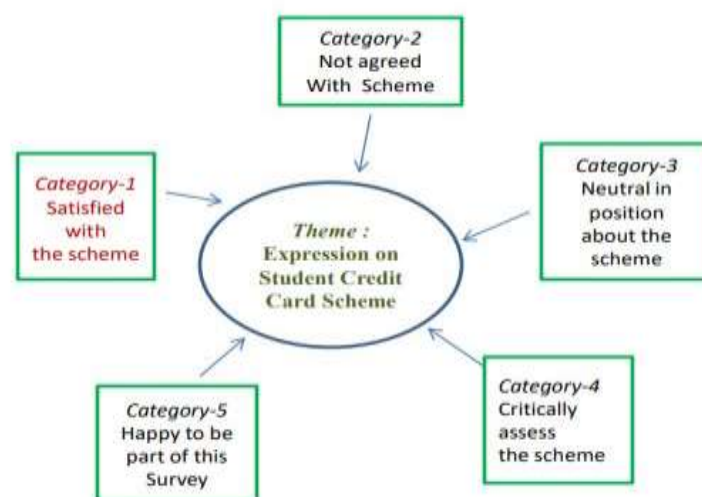 Category-2
Not agreed
With Scheme
Category-1
Satisfied
with
the scheme
Category-3
Neutral in
position
about the
scheme
Theme :
Expression on
Student Credit
Card Scheme
Category-5
Happy to be
part of this
Survey
Category-4
Critically
assess
the scheme